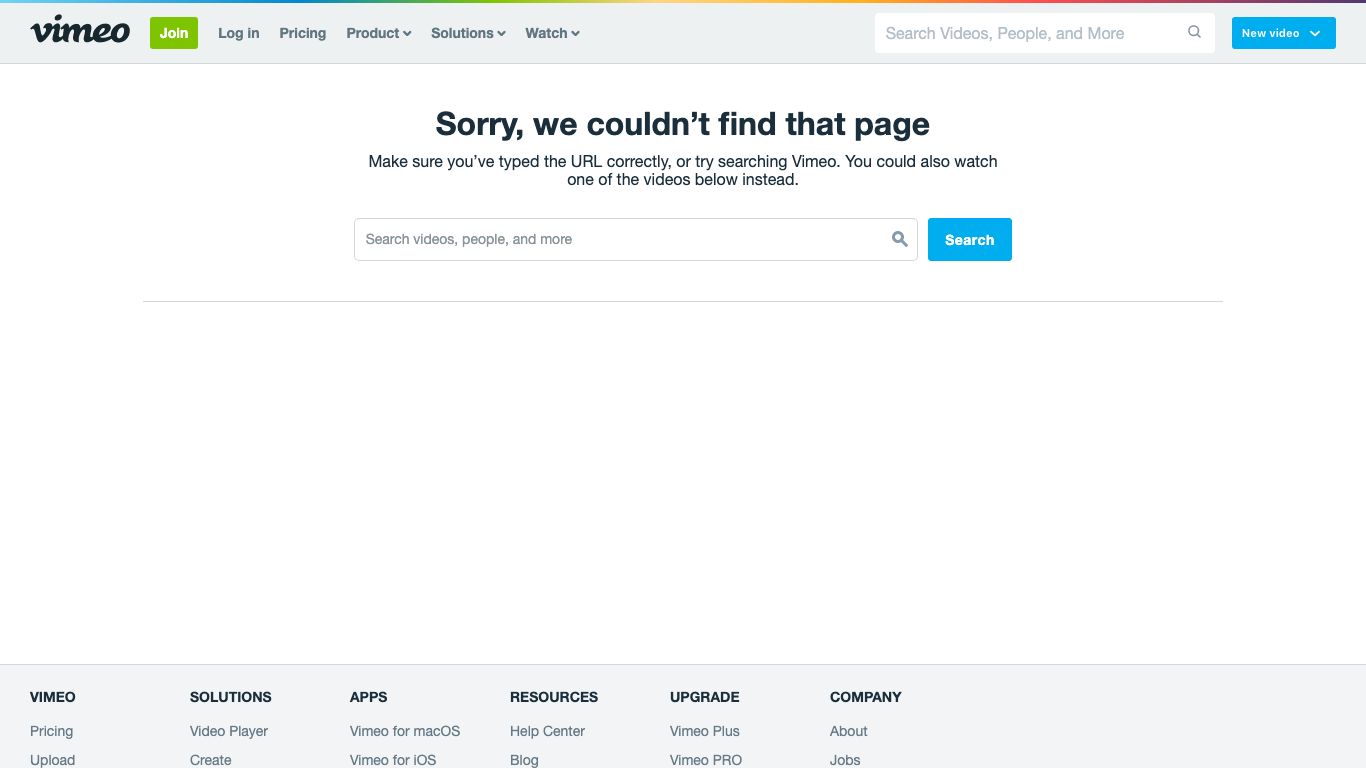 vimeo Join Log in Pricing Product Solutions Watch Search Videos, People, and More New video
Sorry, we couldn’t find that page
Make sure you’ve typed the URL correctly, or try searching Vimeo. You could also watch
one of the videos below instead.
Search videos, people, and more Search
VIMEO SOLUTIONS APPS RESOURCES UPGRADE COMPANY
Pricing Video Player Vimeo for macOS Help Center Vimeo Plus About
Upload Create Vimeo for iOS Blog Vimeo PRO Jobs